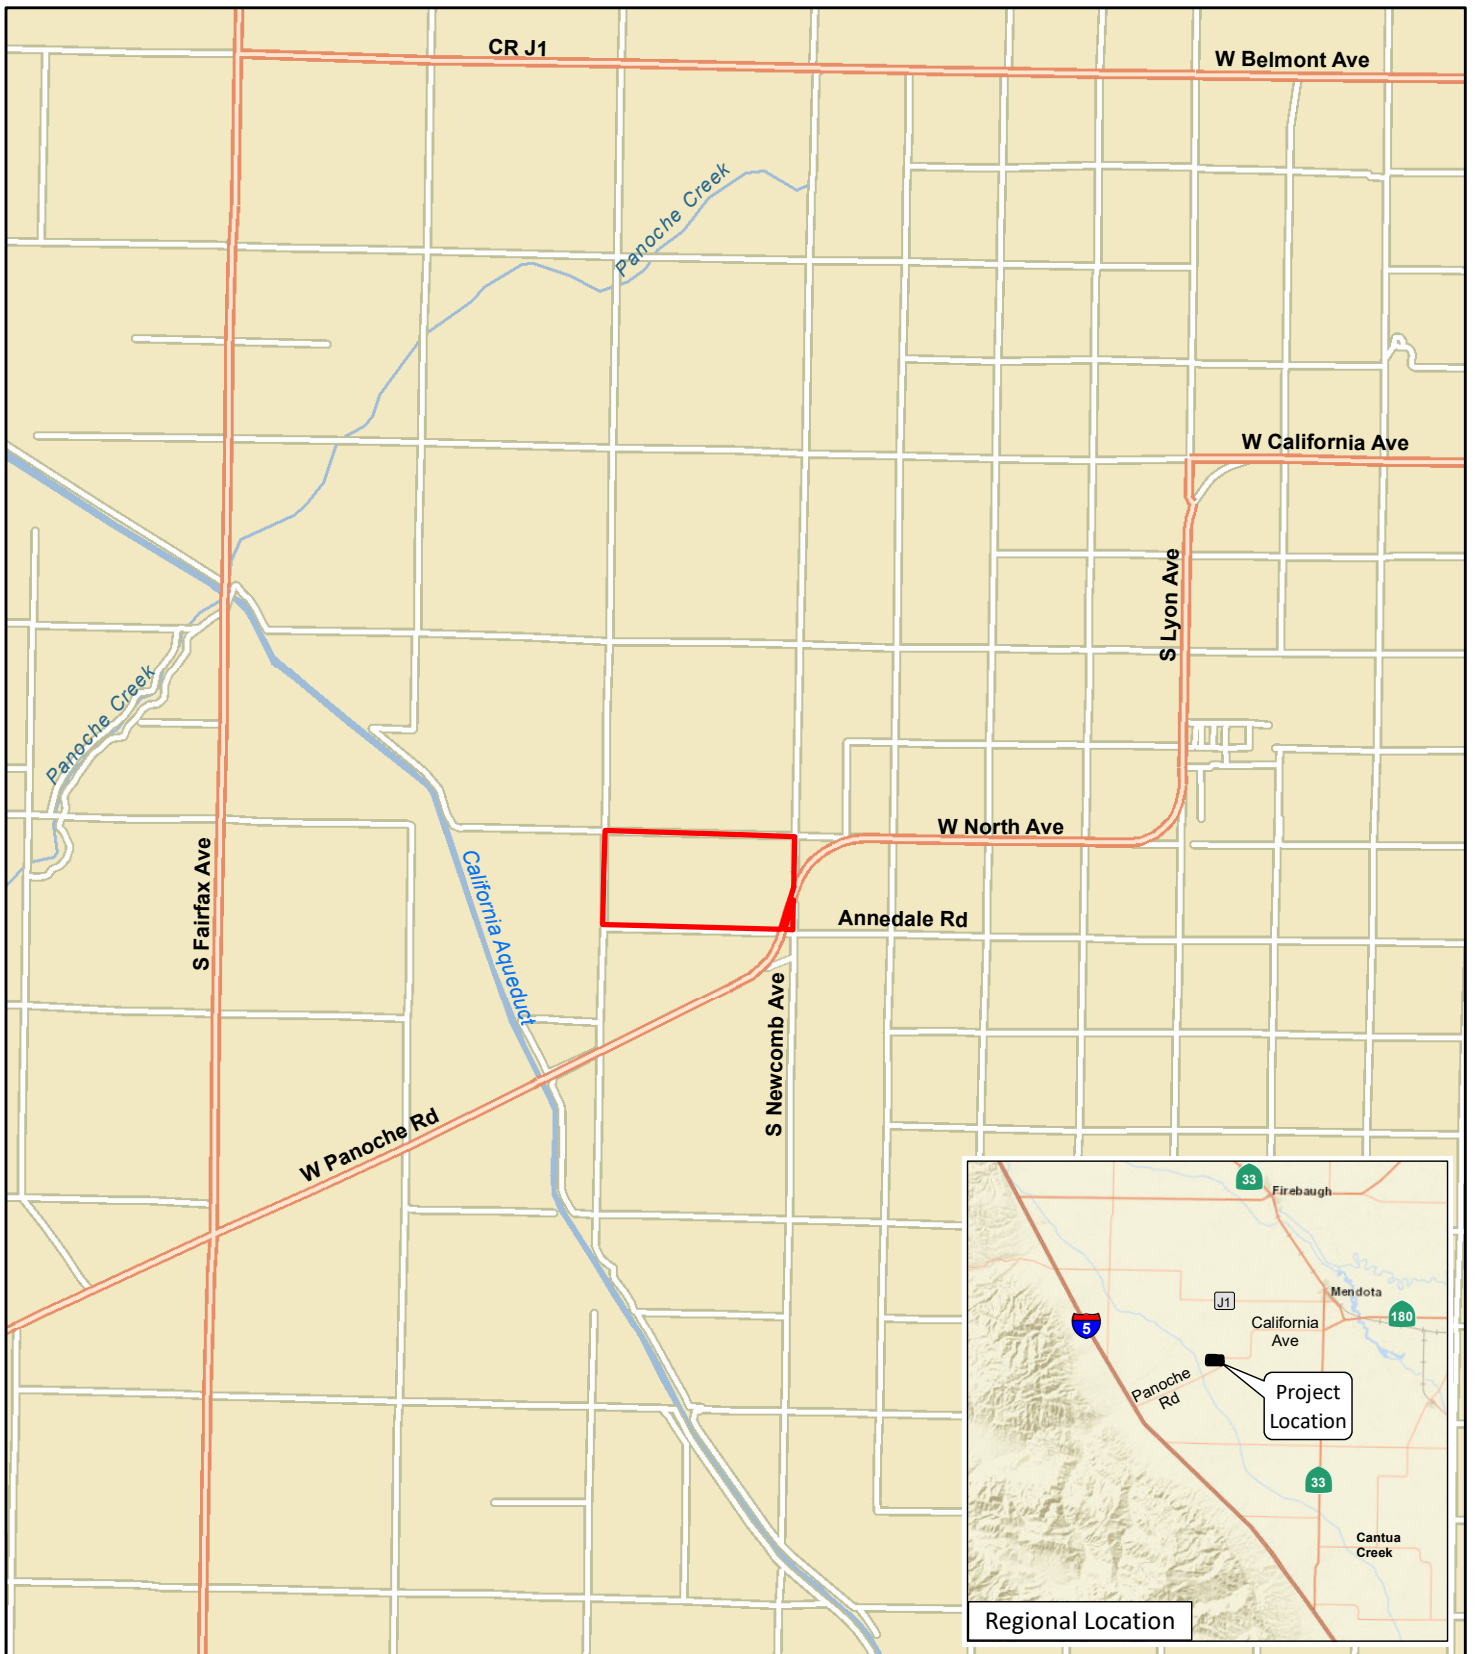 CR J1
W Belmont Ave
Panoche Creek
W California Ave
S Lyon Ave
Panoche Creek
W North Ave
S Fairfax Ave
California Aqueduct
Annedale Rd
S Newcomb Ave
W Panoche Rd
33
Firebaugh
Mendota
J1
180
5
California
Ave
Panoche
Rd
Project
Location
33
Cantua
Creek
Regional Location